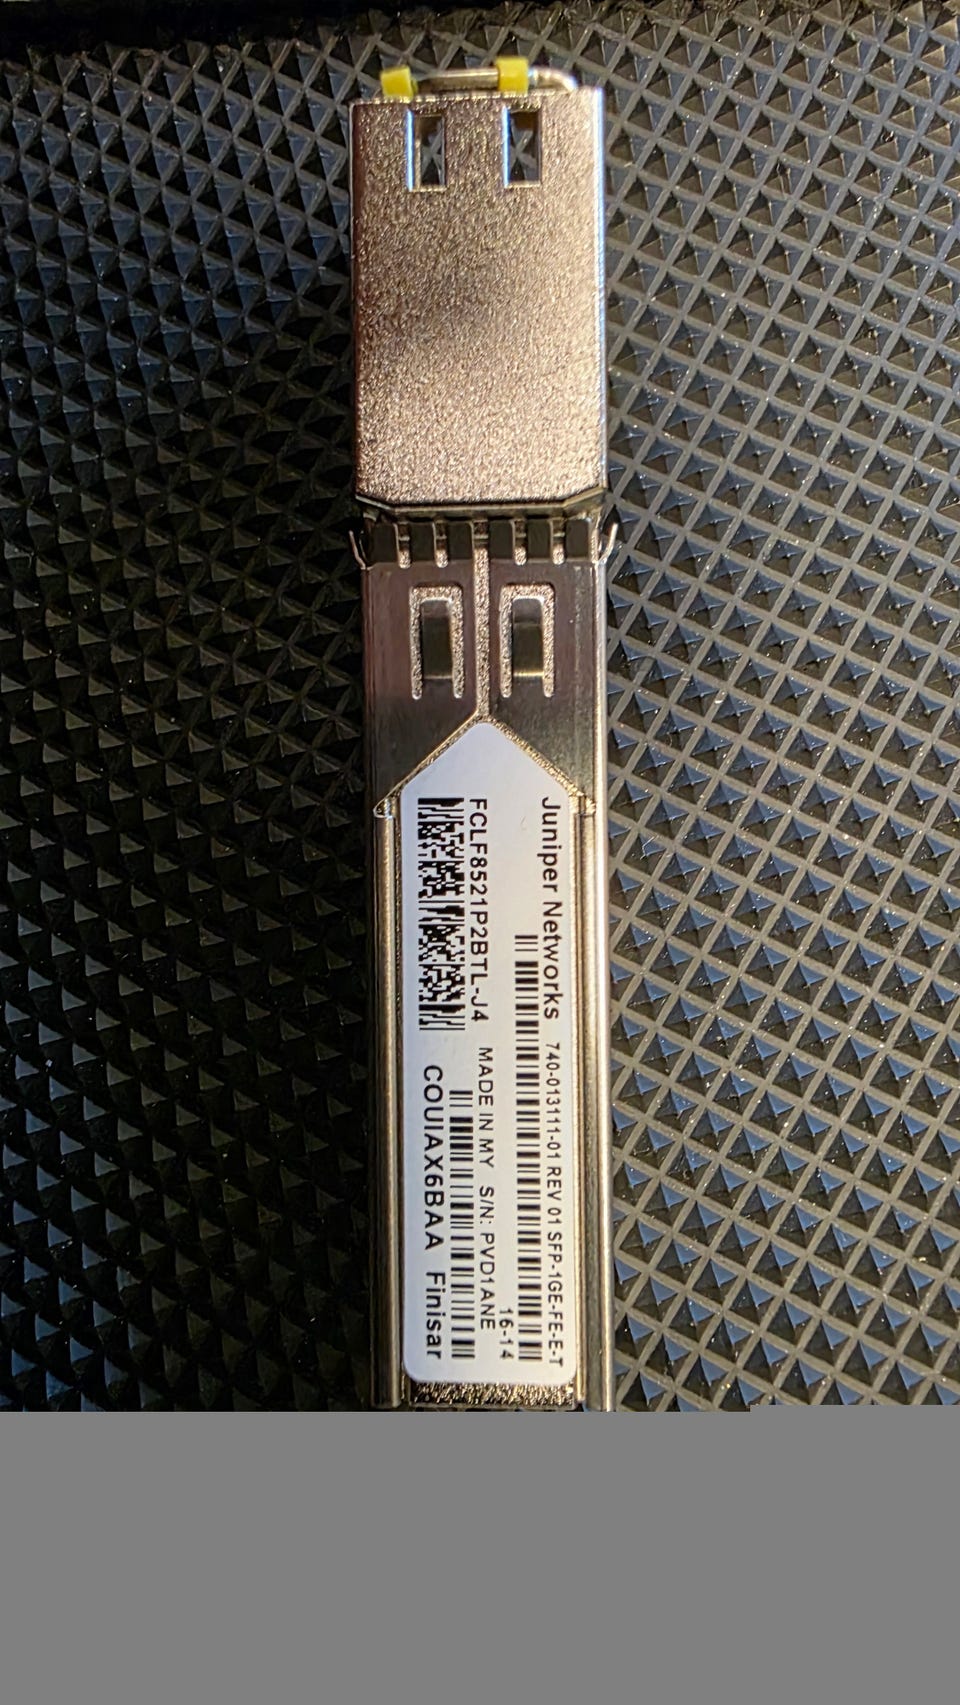 Juniper Networks 740-013111-01 REV 01 SFP-1GE-FE-E-T
16-14
FCLF8521P2BTL-J4 MADE IN MY S/N: PVD1ANE
COUIAX6BAA Finisar